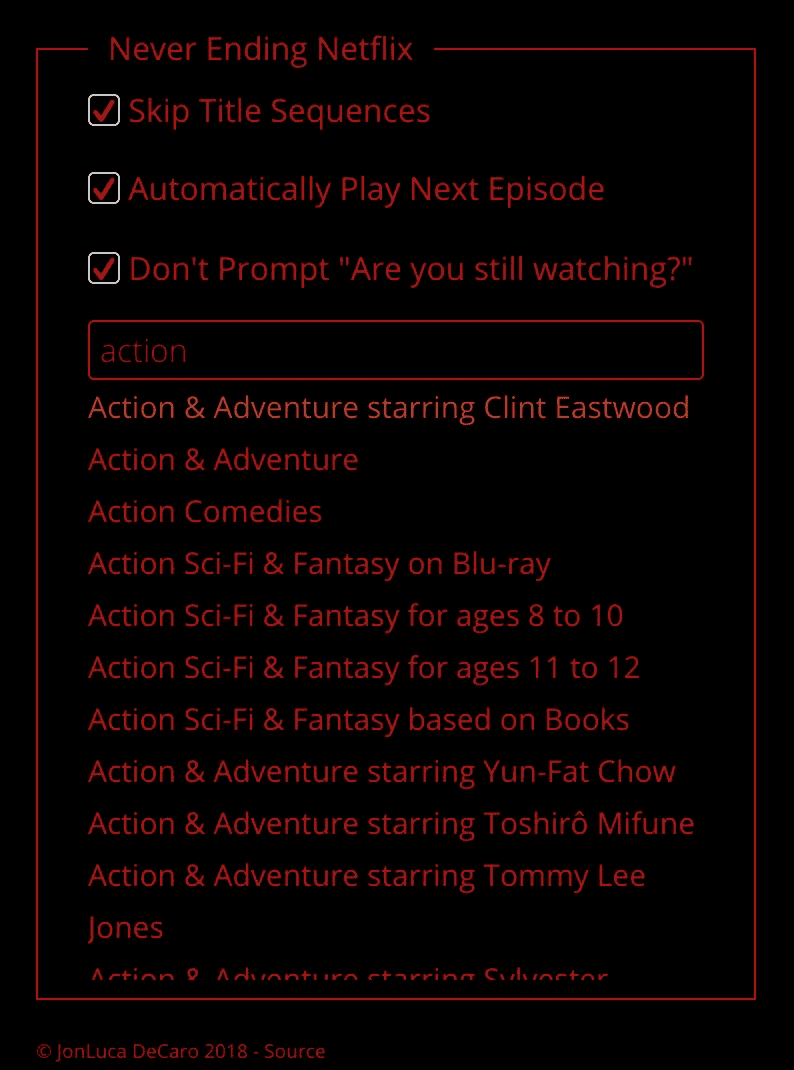 Never Ending Netflix
Skip Title Sequences
Automatically Play Next Episode
Don't Prompt "Are you still watching?"
action
Action & Adventure starring Clint Eastwood
Action & Adventure
Action Comedies
Action Sci-Fi & Fantasy on Blu-ray
Action Sci-Fi & Fantasy for ages 8 to 10
Action Sci-Fi & Fantasy for ages 11 to 12
Action Sci-Fi & Fantasy based on Books
Action & Adventure starring Yun-Fat Chow
Action & Adventure starring Toshirô Mifune
Action & Adventure starring Tommy Lee
Jones
Action & Adventure starring Sylvester
© JonLuca DeCaro 2018 - Source